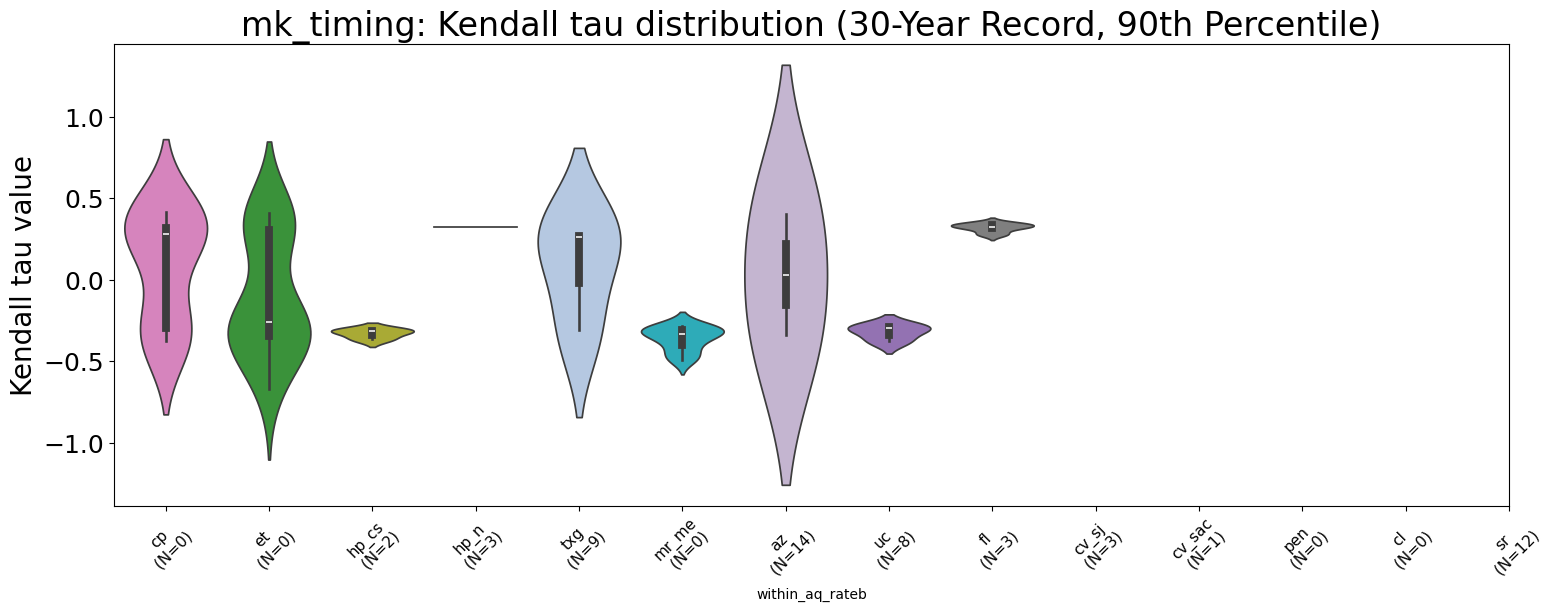 mk_timing: Kendall tau distribution (30-Year Record, 90th Percentile)
Kendall tau value
1.0
0.5
0.0
−0.5
−1.0
cp
(N=0)
et
(N=0)
hp_cs
(N=2)
hp_n
(N=3)
txg
(N=9)
mr_me
(N=0)
az
(N=14)
uc
(N=8)
fl
(N=3)
cv_sj
(N=3)
cv_sac
(N=1)
pen
(N=0)
cl
(N=0)
sr
(N=12)
within_aq_rateb